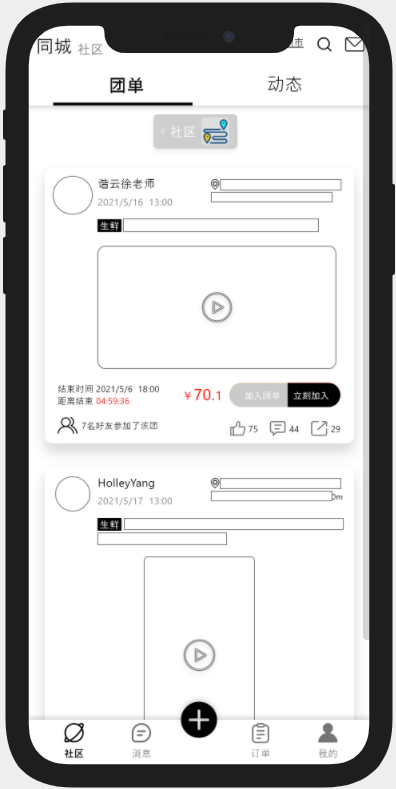 同城 社区
市
团单 动态
‹ 社区
谐云徐老师
2021/5/16 13:00
生鲜
结束时间 2021/5/6 18:00
距离结束 04:59:36
¥70.1
加入团单 立刻加入
7名好友参加了该团
75 44 29
HolleyYang
2021/5/17 13:00
m
生鲜
社区 消息 订单 我的